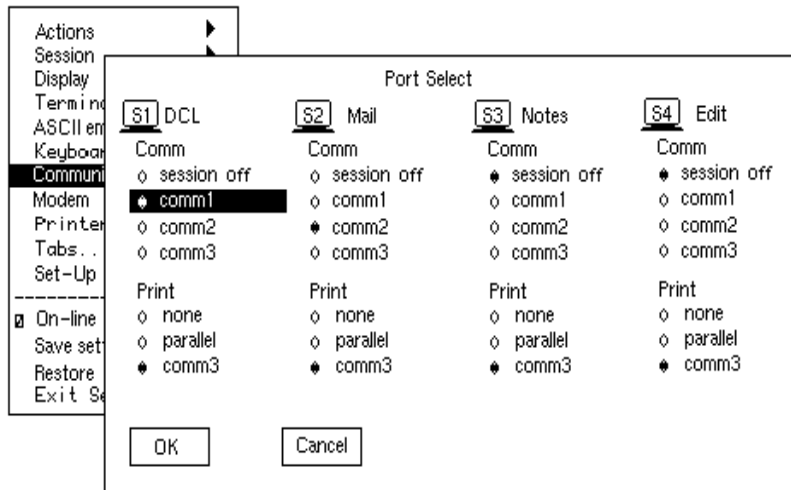 Actions
Session
Display
Termin
ASCII em
Keyboar
Communi
Modem
Printer
Tabs..
Set-Up
On-line
Save set
Restore
Exit Se
Port Select
S1 DCL
Comm
session off
comm1
comm2
comm3
Print
none
parallel
comm3
S2 Mail
Comm
session off
comm1
comm2
comm3
Print
none
parallel
comm3
S3 Notes
Comm
session off
comm1
comm2
comm3
Print
none
parallel
comm3
S4 Edit
Comm
session off
comm1
comm2
comm3
Print
none
parallel
comm3
OK
Cancel